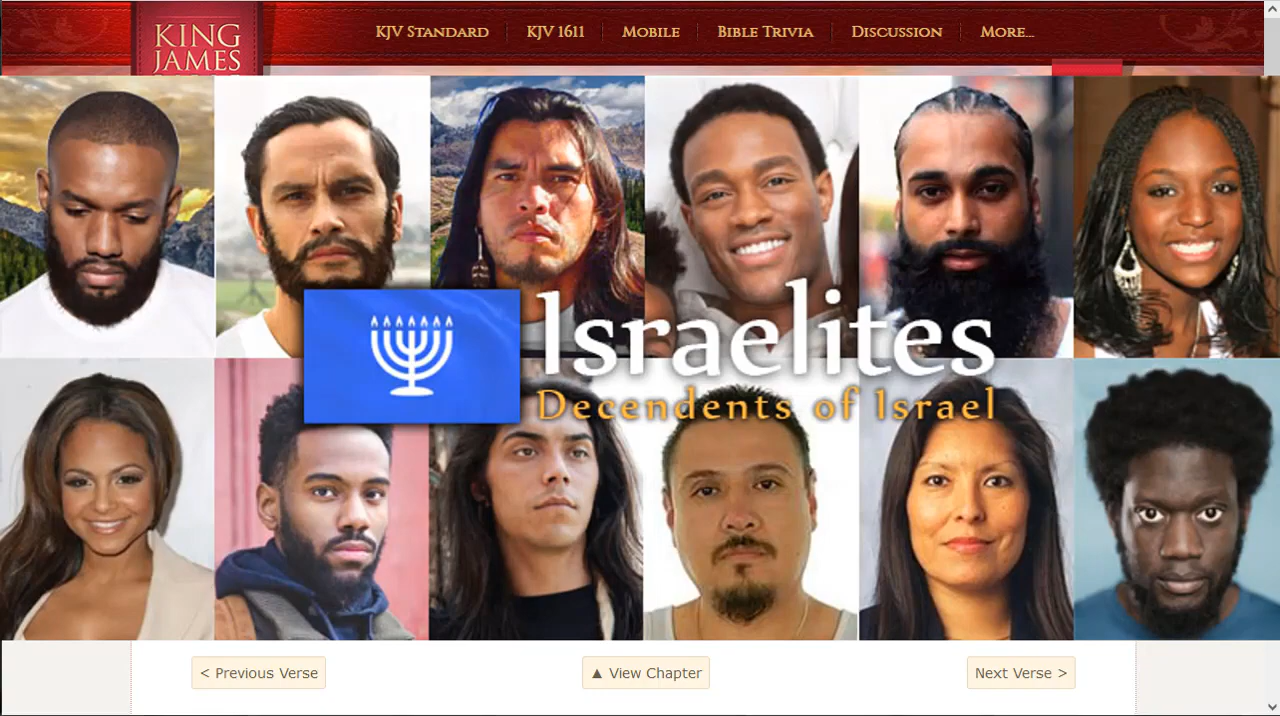 KING
JAMES
KJV Standard
KJV 1611
Mobile
Bible Trivia
Discussion
More...
Israelites
Decendents of Israel
< Previous Verse
▲ View Chapter
Next Verse >